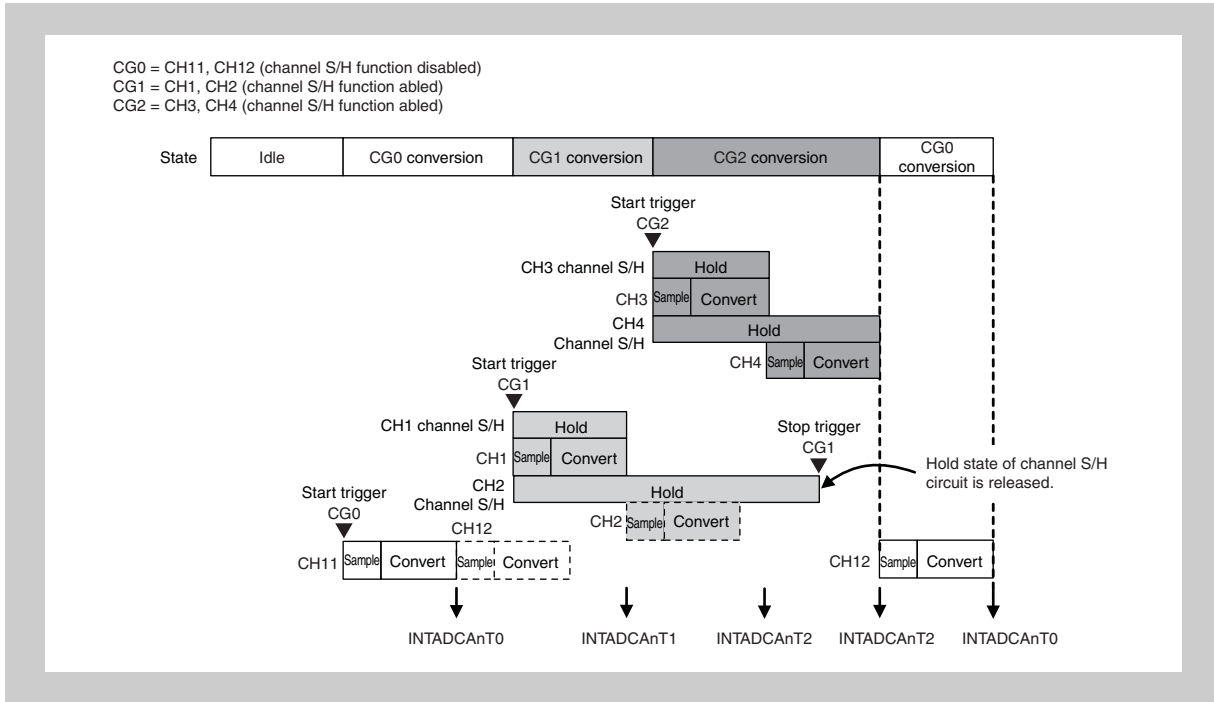 CG0 = CH11, CH12 (channel S/H function disabled)
CG1 = CH1, CH2 (channel S/H function abled)
CG2 = CH3, CH4 (channel S/H function abled)
State
Idle
CG0 conversion
CG1 conversion
CG2 conversion
CG0
conversion
Start trigger
CG2
CH3 channel S/H
Hold
CH3
Sample
Convert
CH4
Channel S/H
Hold
CH4
Sample
Convert
Start trigger
CG1
CH1 channel S/H
Hold
CH1
Sample
Convert
Stop trigger
CG1
Hold state of channel S/H
circuit is released.
CH2
Channel S/H
Hold
CH2
Sample
Convert
Start trigger
CG0
CH11
Sample
Convert
CH12
Sample
Convert
CH12
Sample
Convert
INTADCAnT0
INTADCAnT1
INTADCAnT2
INTADCAnT2
INTADCAnT0